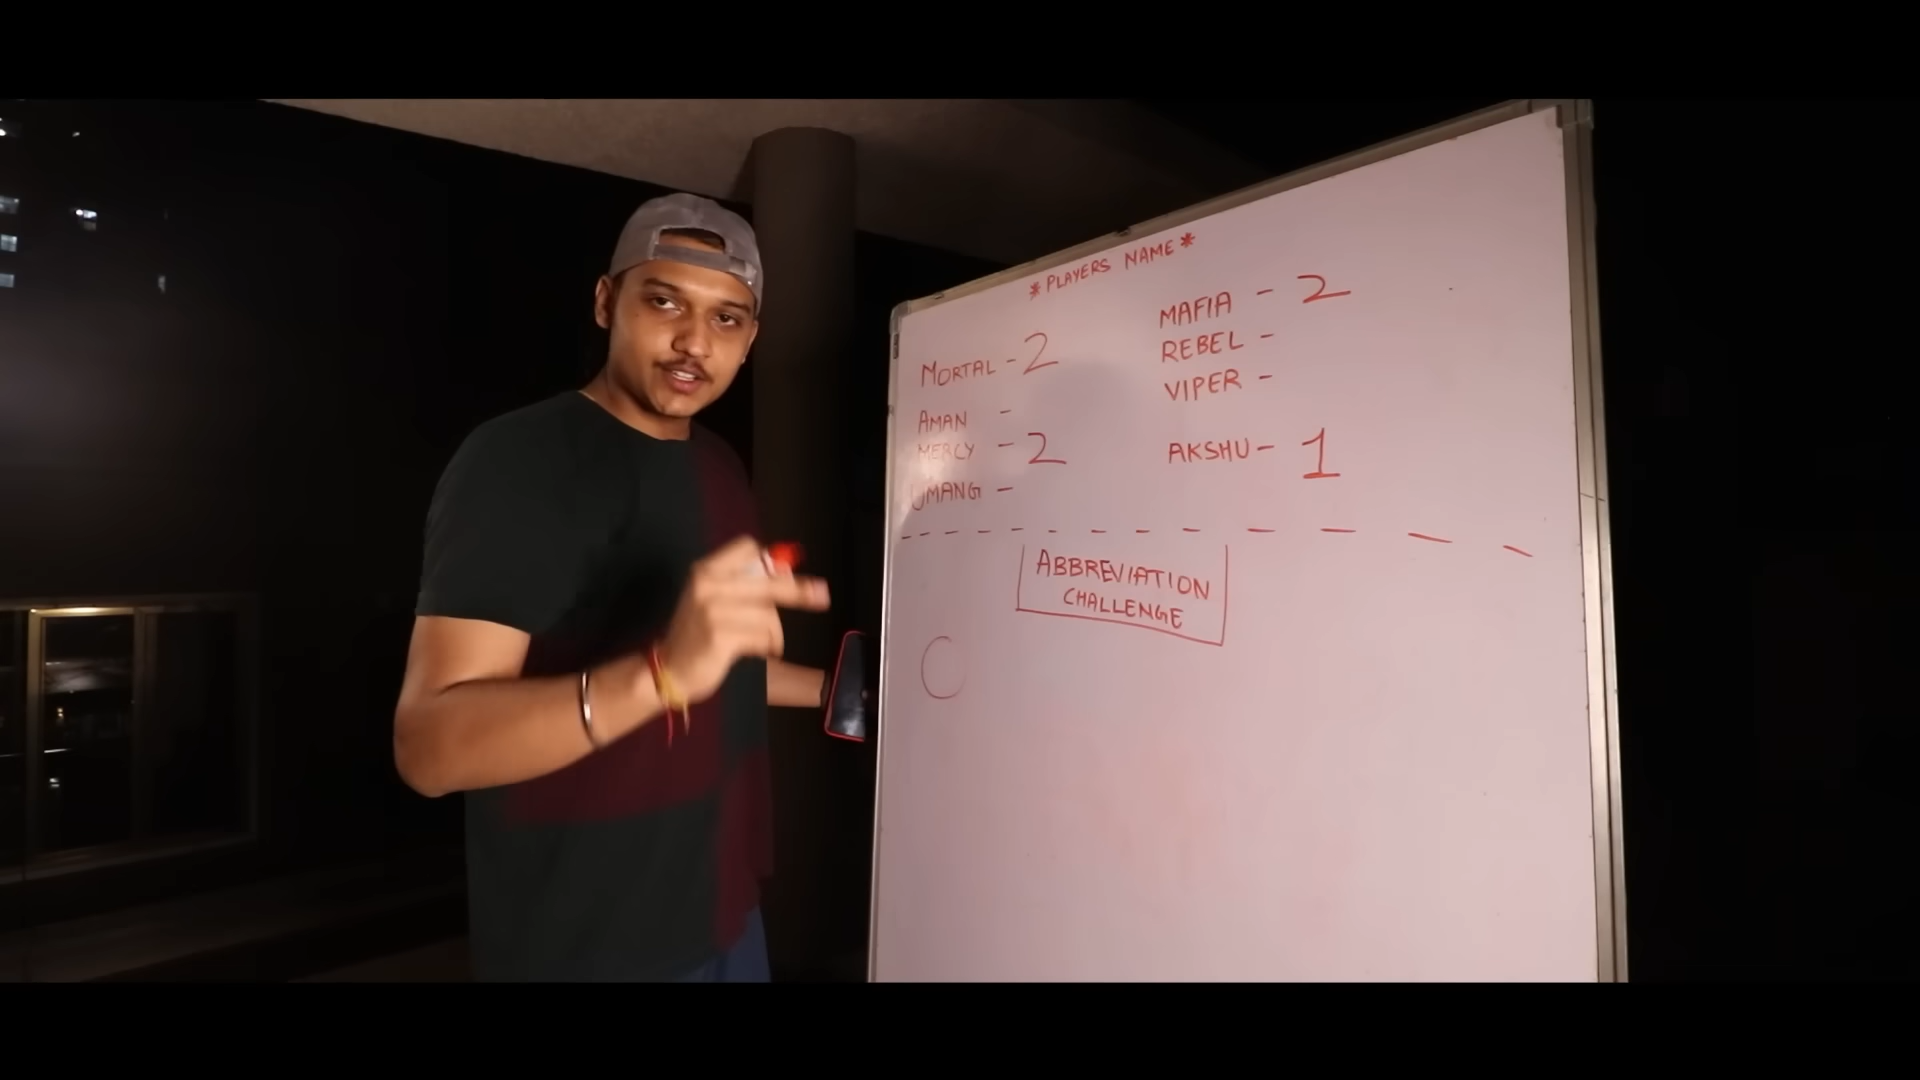 *PLAYERS NAME*
MORTAL - 2
AMAN -
MERCY - 2
UMANG -
MAFIA - 2
REBEL -
VIPER -
AKSHU - 1
ABBREVIATION
CHALLENGE
C